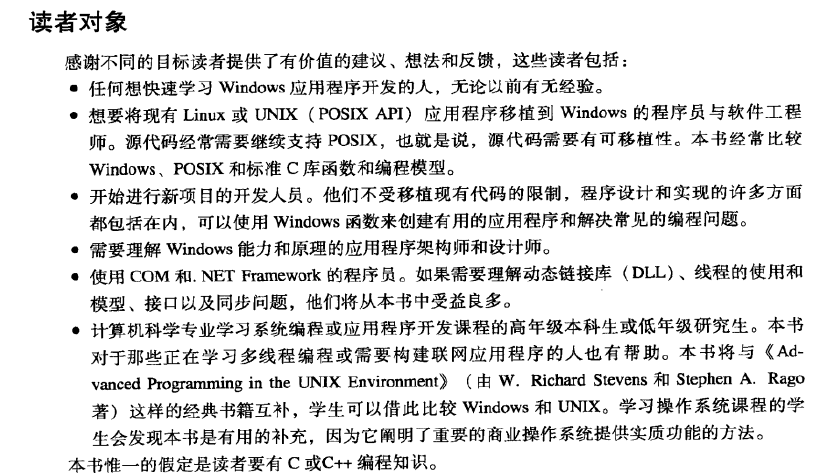 读者对象
感谢不同的目标读者提供了有价值的建议、想法和反馈，这些读者包括：
• 任何想快速学习 Windows 应用程序开发的人，无论以前有无经验。
• 想要将现有 Linux 或 UNIX（POSIX API）应用程序移植到 Windows 的程序员与软件工程
师。源代码经常需要继续支持 POSIX，也就是说，源代码需要有可移植性。本书经常比较
Windows、POSIX 和标准 C 库函数和编程模型。
• 开始进行新项目的开发人员。他们不受移植现有代码的限制，程序设计和实现的许多方面
都包括在内，可以使用 Windows 函数来创建有用的应用程序和解决常见的编程问题。
• 需要理解 Windows 能力和原理的应用程序架构师和设计师。
• 使用 COM 和. NET Framework 的程序员。如果需要理解动态链接库（DLL）、线程的使用和
模型、接口以及同步问题，他们将从本书中受益良多。
• 计算机科学专业学习系统编程或应用程序开发课程的高年级本科生或低年级研究生。本书
对于那些正在学习多线程编程或需要构建联网应用程序的人也有帮助。本书将与《Ad-
vanced Programming in the UNIX Environment》（由 W. Richard Stevens 和 Stephen A. Rago
著）这样的经典书籍互补，学生可以借此比较 Windows 和 UNIX。学习操作系统课程的学
生会发现本书是有用的补充，因为它阐明了重要的商业操作系统提供实质功能的方法。
本书惟一的假定是读者要有 C 或C++ 编程知识。